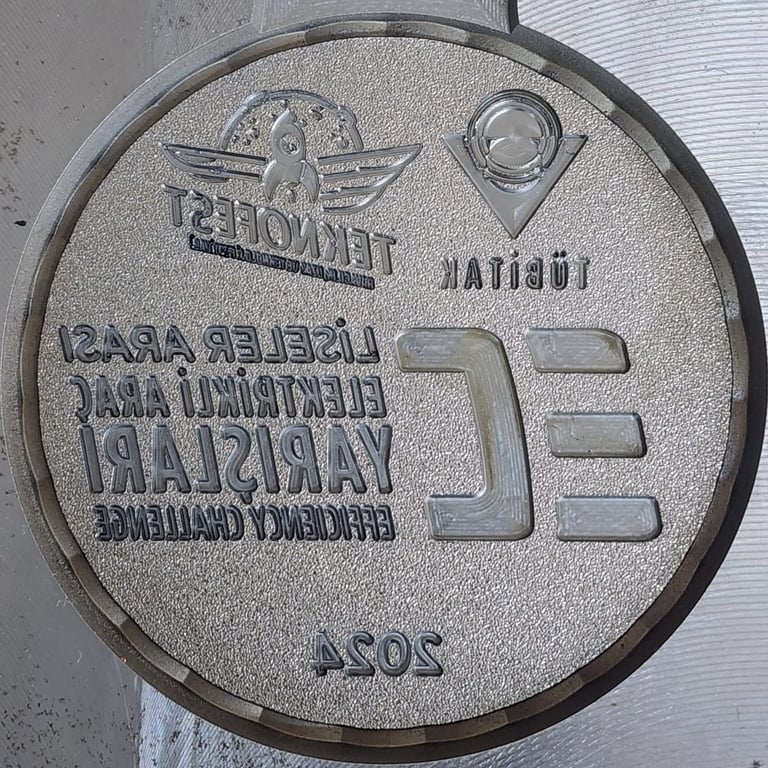 TÜBİTAK
TEKNOFEST
LİSELER ARASI
ELEKTRİKLİ ARAÇ
YARIŞLARI
EFFICIENCY CHALLENGE
2024